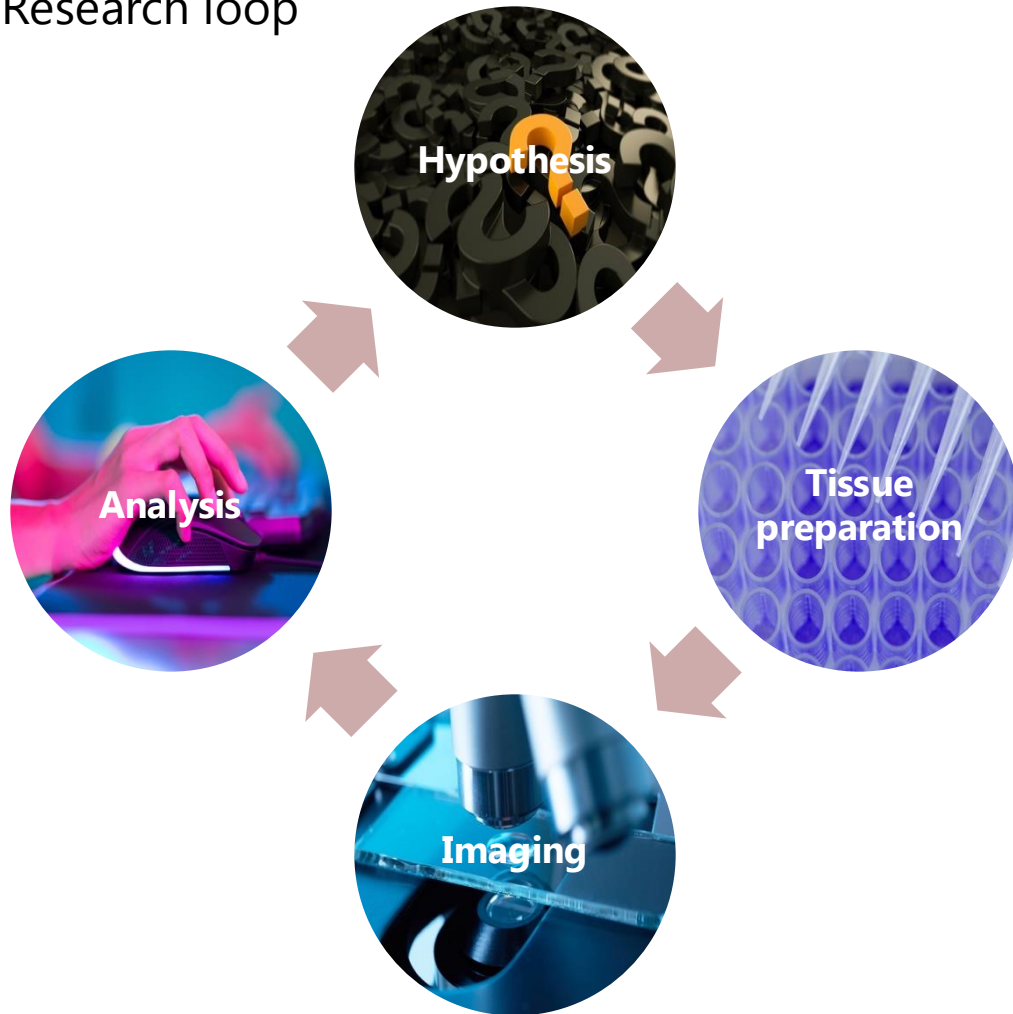 Research loop
Hypothesis
Tissue
preparation
Imaging
Analysis